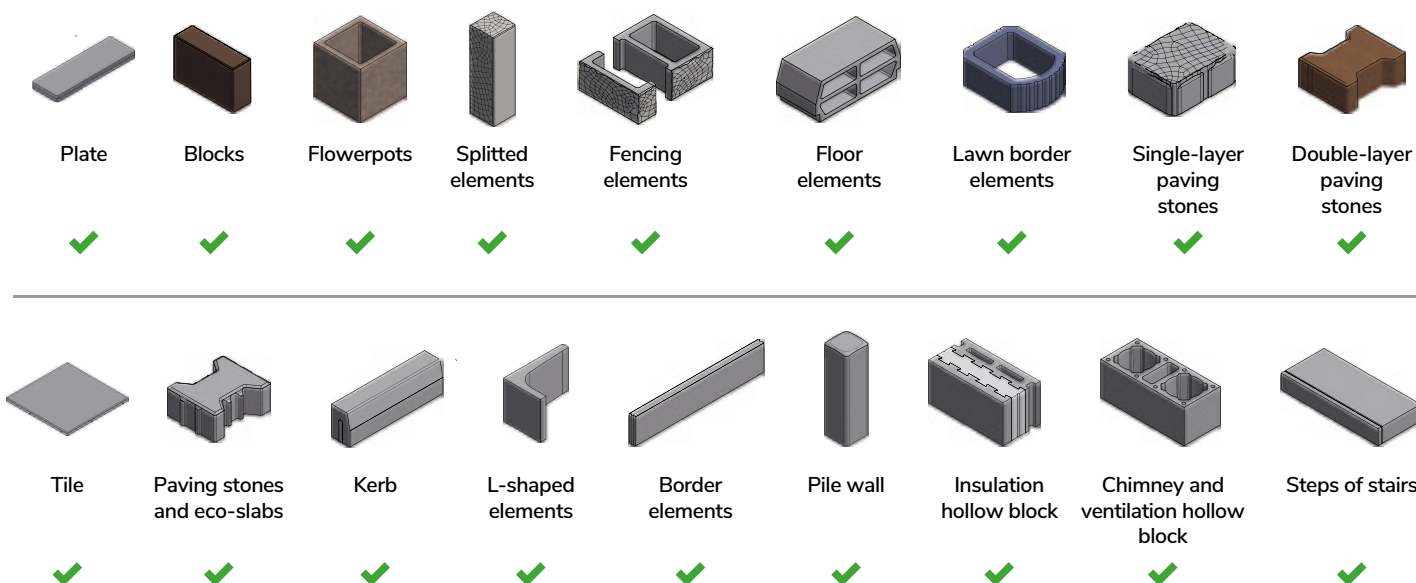 Plate
Blocks
Flowerpots
Splitted
elements
Fencing
elements
Floor
elements
Lawn border
elements
Single-layer
paving
stones
Double-layer
paving
stones
Tile
Paving stones
and eco-slabs
Kerb
L-shaped
elements
Border
elements
Pile wall
Insulation
hollow block
Chimney and
ventilation hollow
block
Steps of stairs